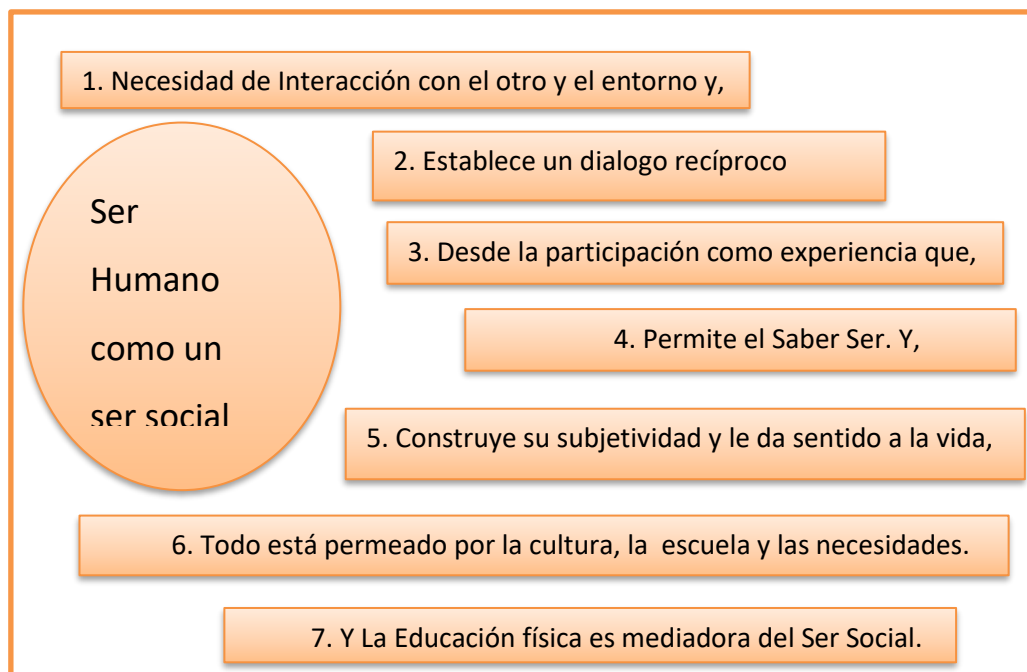 1. Necesidad de Interacción con el otro y el entorno y,
Ser
Humano
como un
ser social
2. Establece un dialogo recíproco
3. Desde la participación como experiencia que,
4. Permite el Saber Ser. Y,
5. Construye su subjetividad y le da sentido a la vida,
6. Todo está permeado por la cultura, la escuela y las necesidades.
7. Y La Educación física es mediadora del Ser Social.